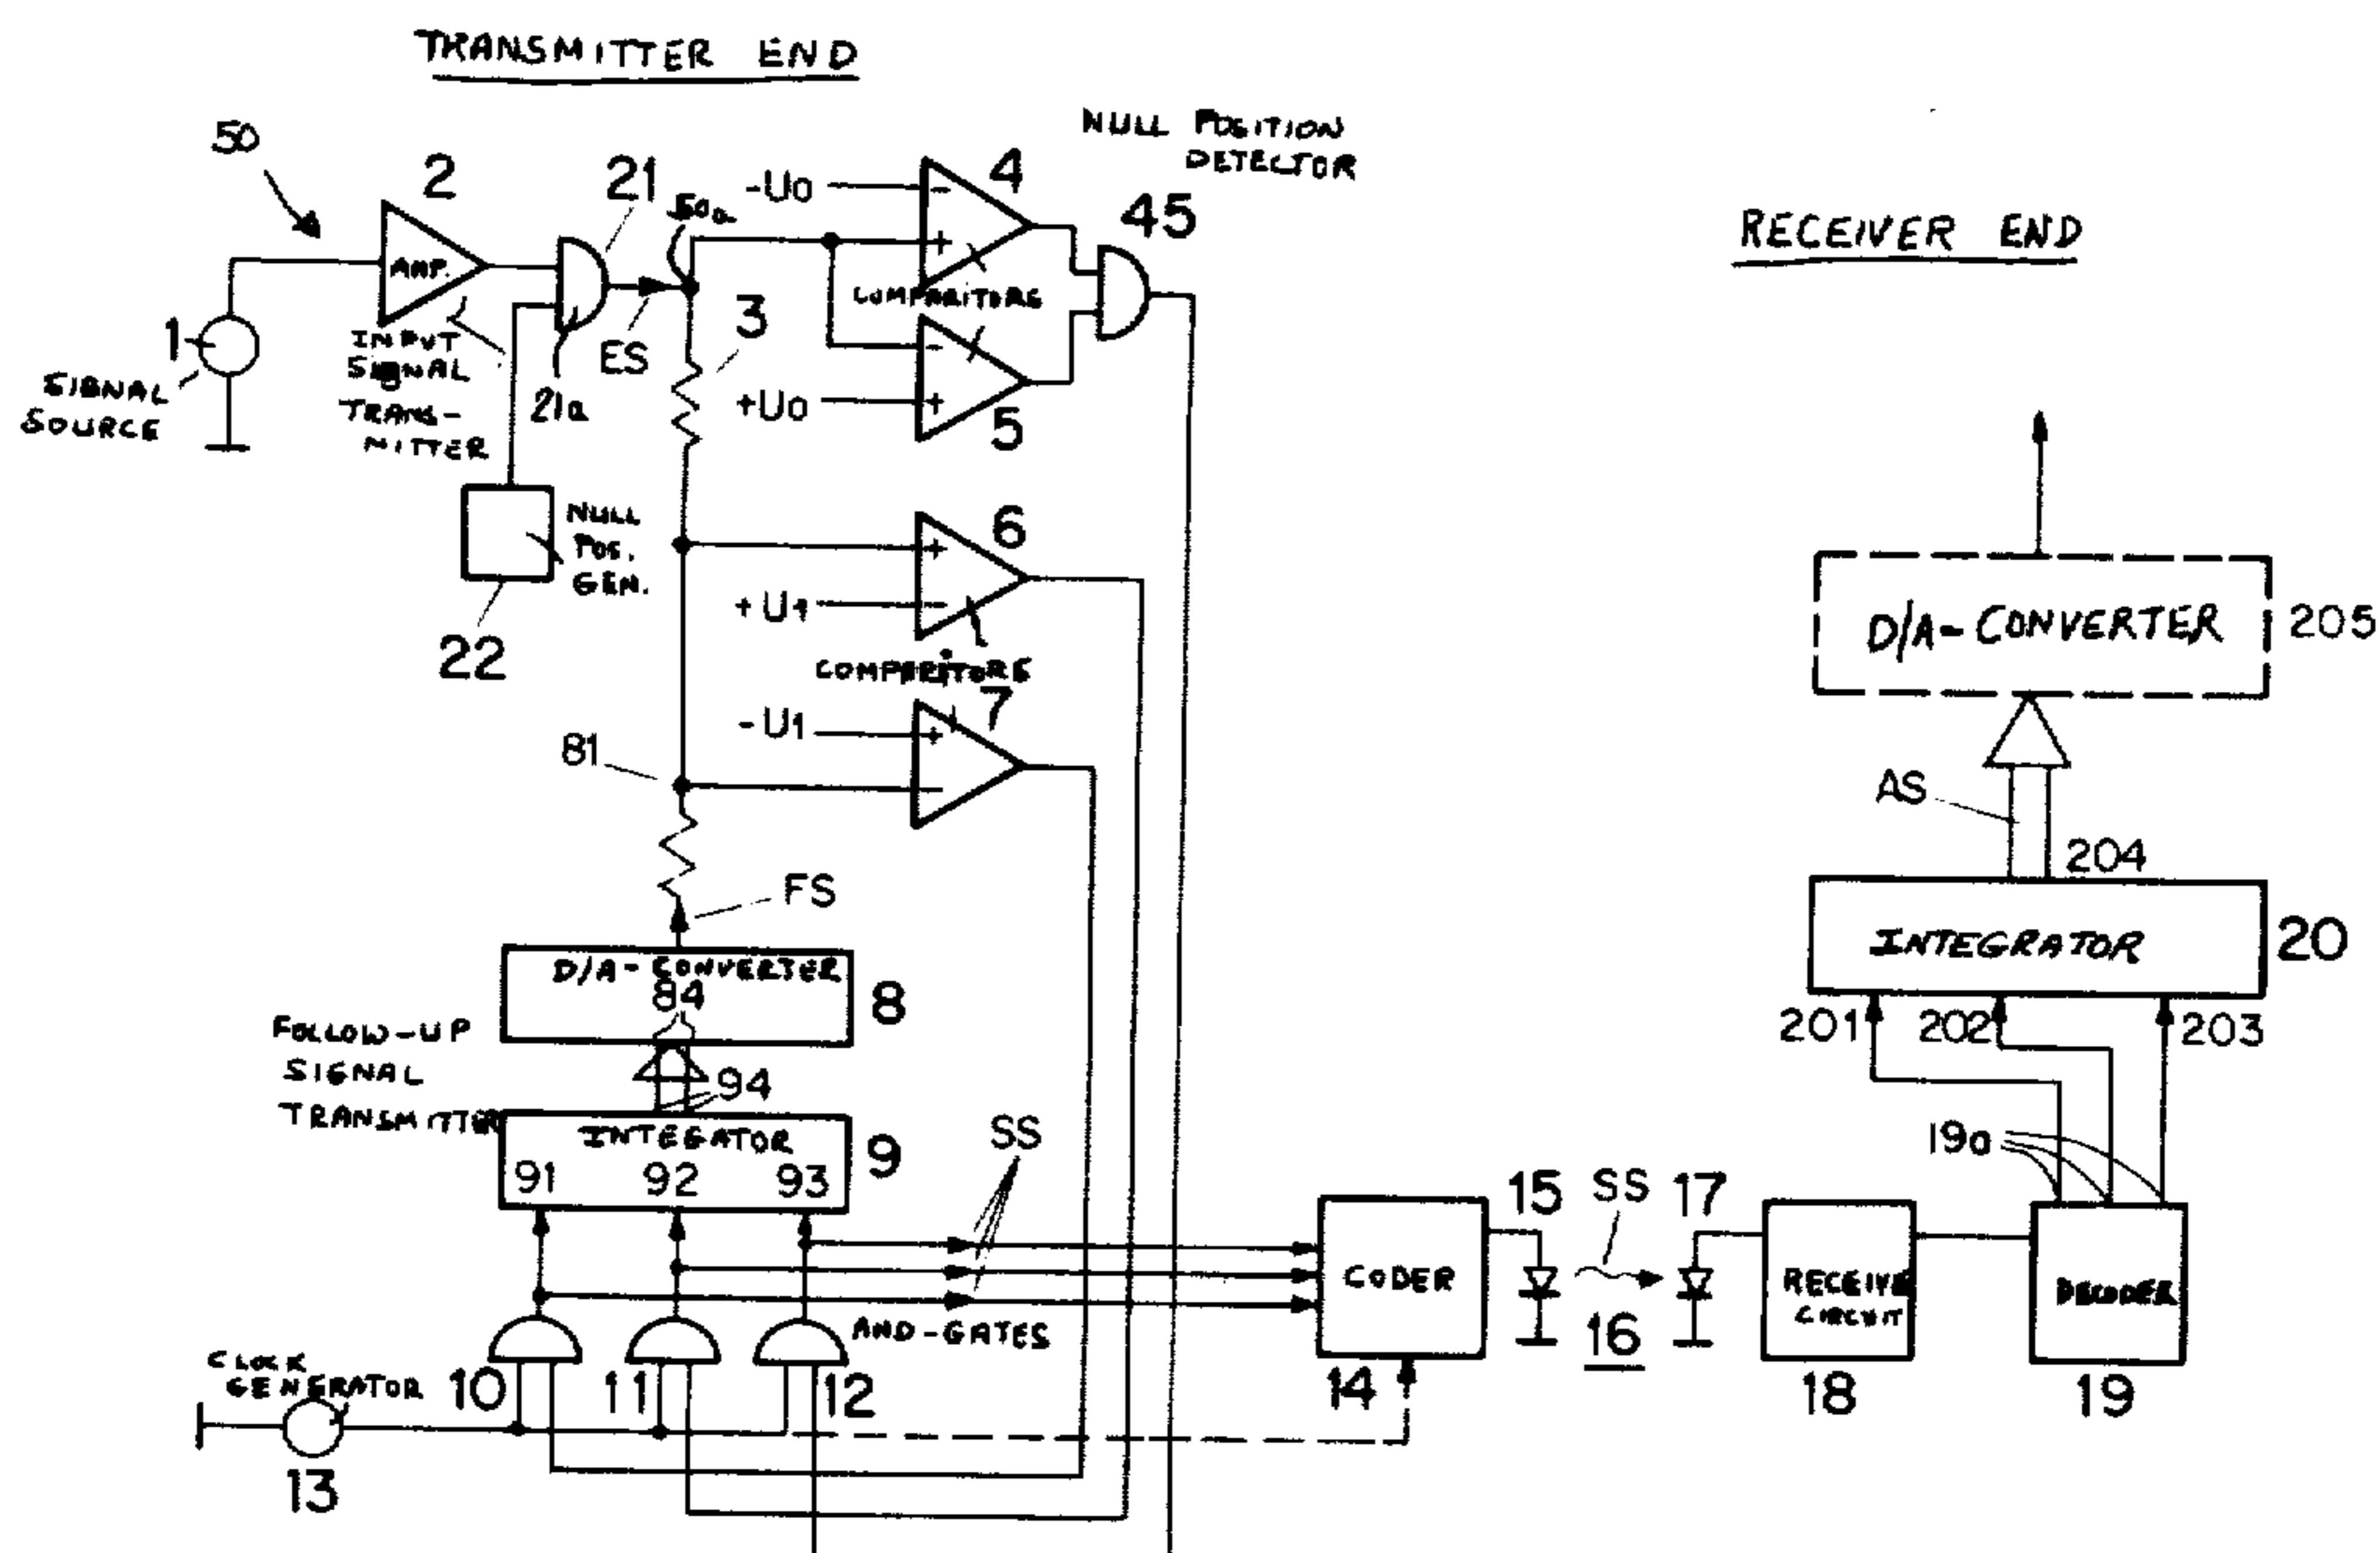 TRANSMITTER END
NULL POSITION
DETECTOR
RECEIVER END
50
2
21
50a
-U0
-
+
4
45
AMP.
1
SIGNAL
SOURCE
INPUT
SIGNAL
TRANS-
MITTER
21a
ES
3
COMPARITORS
-
+
+U0
5
NULL
POS.
GEN.
22
+
-
+U1
6
COMPARITORS
-U1
+
-
7
81
FS
D/A-CONVERTER
84
8
FOLLOW-UP
SIGNAL
TRANSMITTER
94
INTEGATOR
91
92
93
9
SS
D/A-CONVERTER
205
AS
204
INTEGRATOR
20
201
202
203
19a
15
SS
17
CODER
14
16
RECEIVE
CIRCUIT
18
DECODER
19
AND-GATES
CLOCK
GENERATOR
10
11
12
13